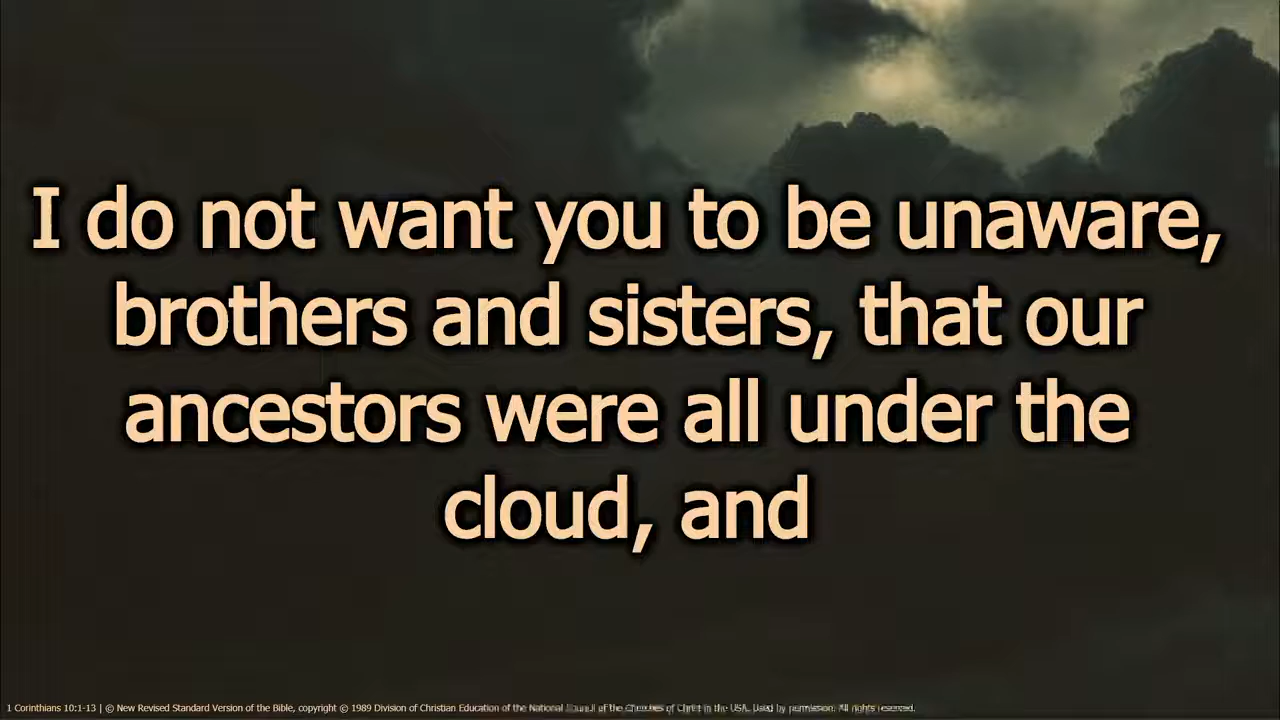 I do not want you to be unaware,
brothers and sisters, that our
ancestors were all under the
cloud, and
1 Corinthians 10:1-13 | © New Revised Standard Version of the Bible, copyright © 1989 Division of Christian Education of the National Council of the Churches of Christ in the USA. Used by permission. All rights reserved.